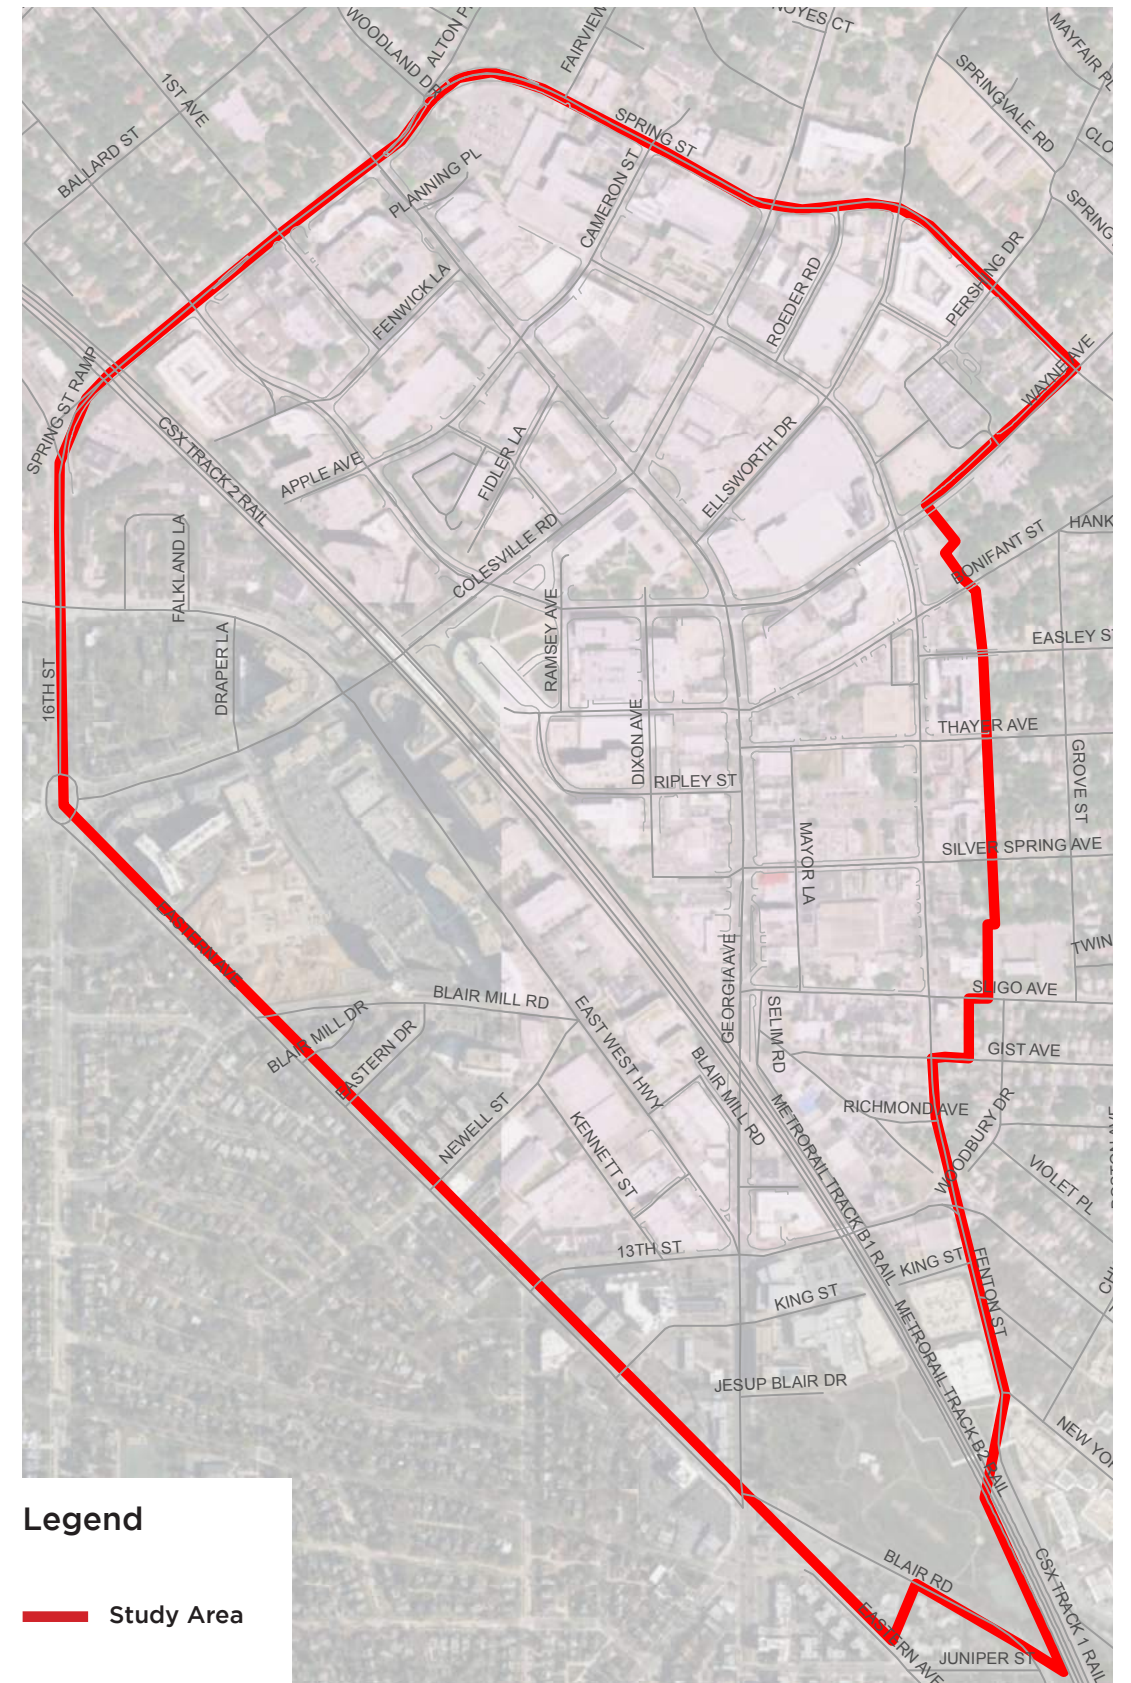 NOYES CT
WOODLAND DR
ALTON P
FAIRVIEW
MAYFAIR PL
SPRINGVALE RD
1ST AVE
BALLARD ST
SPRING ST
CLO
PLANNING PL
CAMERON ST
SPRING
PERSHING DR
ROEDER RD
FENWICK LA
WAYNE AVE
SPRING ST RAMP
CSX TRACK 2 RAIL
APPLE AVE
FIDLER LA
ELLSWORTH DR
COLESVILLE RD
HANK
BONIFANT ST
FALKLAND LA
RAMSEY AVE
EASLEY ST
DRAPER LA
16TH ST
DIXON AVE
THAYER AVE
RIPLEY ST
GROVE ST
MAYOR LA
SILVER SPRING AVE
EASTERN AVE
GEORGIA AVE
TWIN
SLIGO AVE
BLAIR MILL RD
SELIM RD
EAST WEST HWY
BLAIR MILL DR
EASTERN DR
GIST AVE
BLAIR MILL RD
RICHMOND AVE
WOODBURY DR
NEWELL ST
KENNETT ST
METRORAIL TRACK B1 RAIL
VIOLET PL
13TH ST
KING ST
FENTON ST
KING ST
METRORAIL TRACK B2 RAIL
JESUP BLAIR DR
NEW YO
BLAIR RD
CSX TRACK 1 RAIL
EASTERN AVE
JUNIPER ST
Legend
Study Area